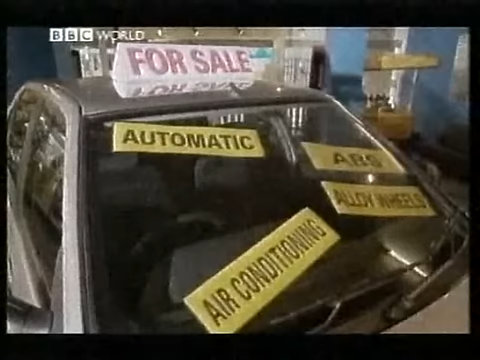 BBC WORLD
FOR SALE
AUTOMATIC
ABS
ALLOY WHEELS
AIR CONDITIONING